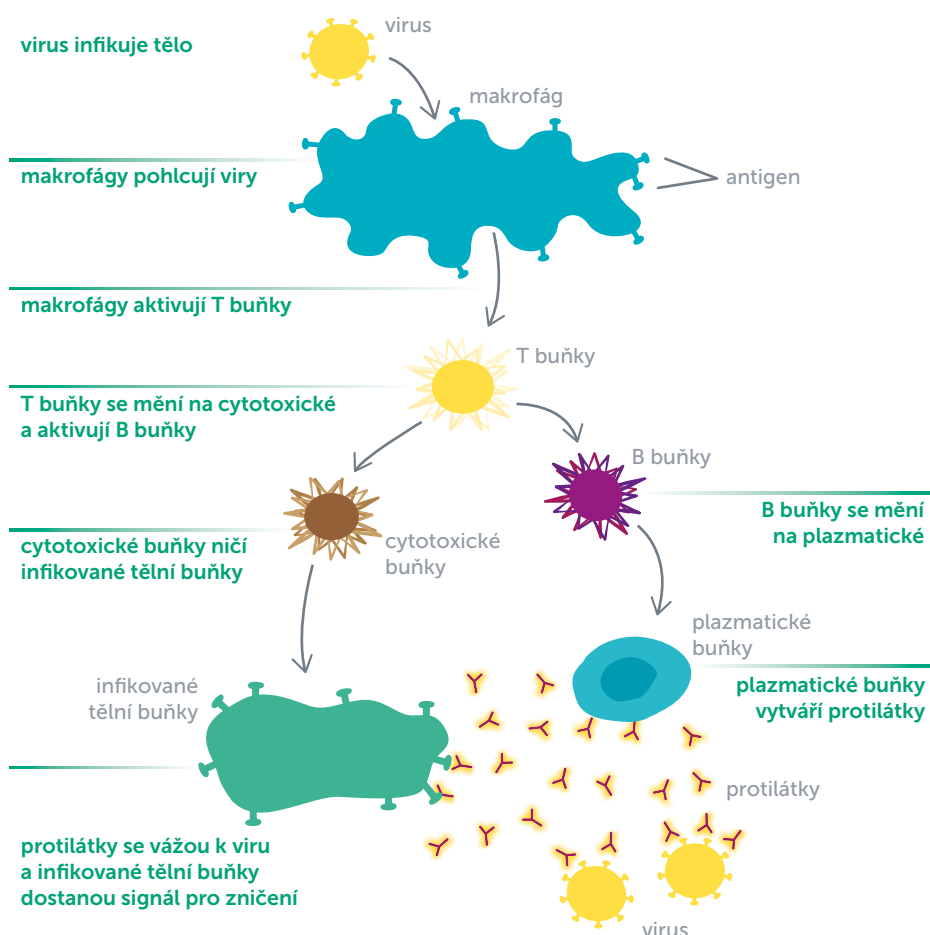 virus
virus infikuje tělo
makrofág
makrofágy pohlcují viry
antigen
makrofágy aktivují T buňky
T buňky
T buňky se mění na cytotoxické
a aktivují B buňky
B buňky
B buňky se mění
na plazmatické
cytotoxické buňky ničí
infikované tělní buňky
cytotoxické
buňky
plazmatické
buňky
infikované
tělní buňky
plazmatické buňky
vytváří protilátky
protilátky
protilátky se vážou k viru
a infikované tělní buňky
dostanou signál pro zničení
virus